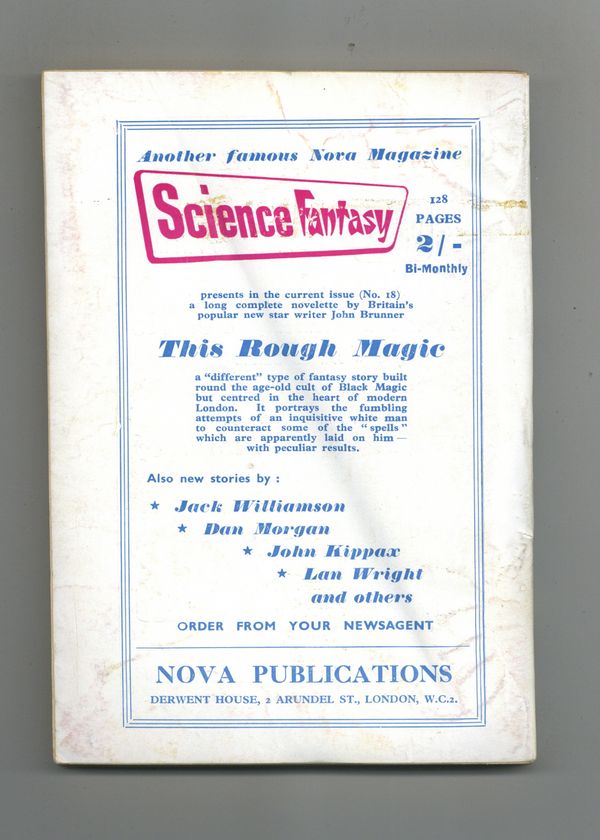 Another famous Nova Magazine
Science Fantasy
128
PAGES
2/-
Bi-Monthly
presents in the current issue (No. 18)
a long complete novelette by Britain's
popular new star writer John Brunner
This Rough Magic
a "different" type of fantasy story built
round the age-old cult of Black Magic
but centred in the heart of modern
London. It portrays the fumbling
attempts of an inquisitive white man
to counteract some of the "spells"
which are apparently laid on him —
with peculiar results.
Also new stories by :
★ Jack Williamson
★ Dan Morgan
★ John Kippax
★ Lan Wright
and others
ORDER FROM YOUR NEWSAGENT
NOVA PUBLICATIONS
DERWENT HOUSE, 2 ARUNDEL ST., LONDON, W.C.2.